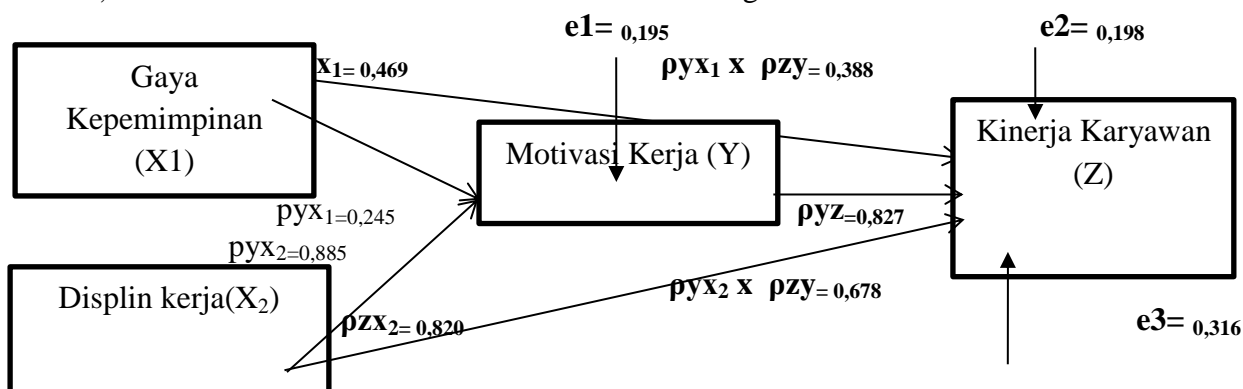 e1= 0,195
e2= 0,198
x1= 0,469
ρyx1 x ρzy= 0,388
Gaya
Kepemimpinan
(X1)
Motivasi Kerja (Y)
Kinerja Karyawan
(Z)
pyx1=0,245
ρyz=0,827
pyx2=0,885
Displin kerja(X2)
ρyx2 x ρzy= 0,678
ρzx2= 0,820
e3= 0,316